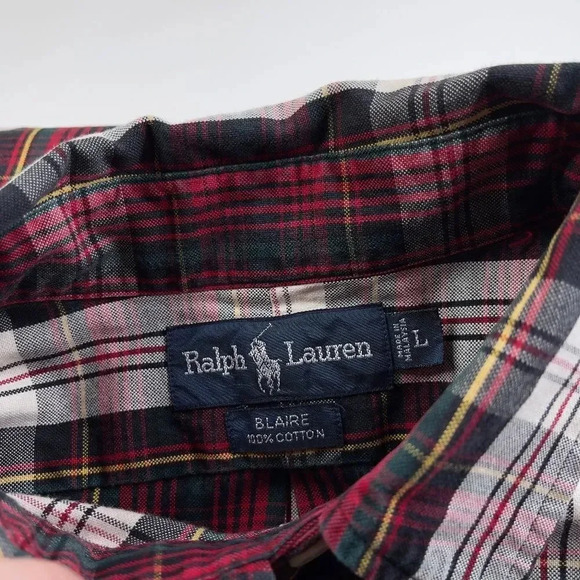 Ralph Lauren
MADE IN
MALAYSIA
L
BLAIRE
100% COTTON